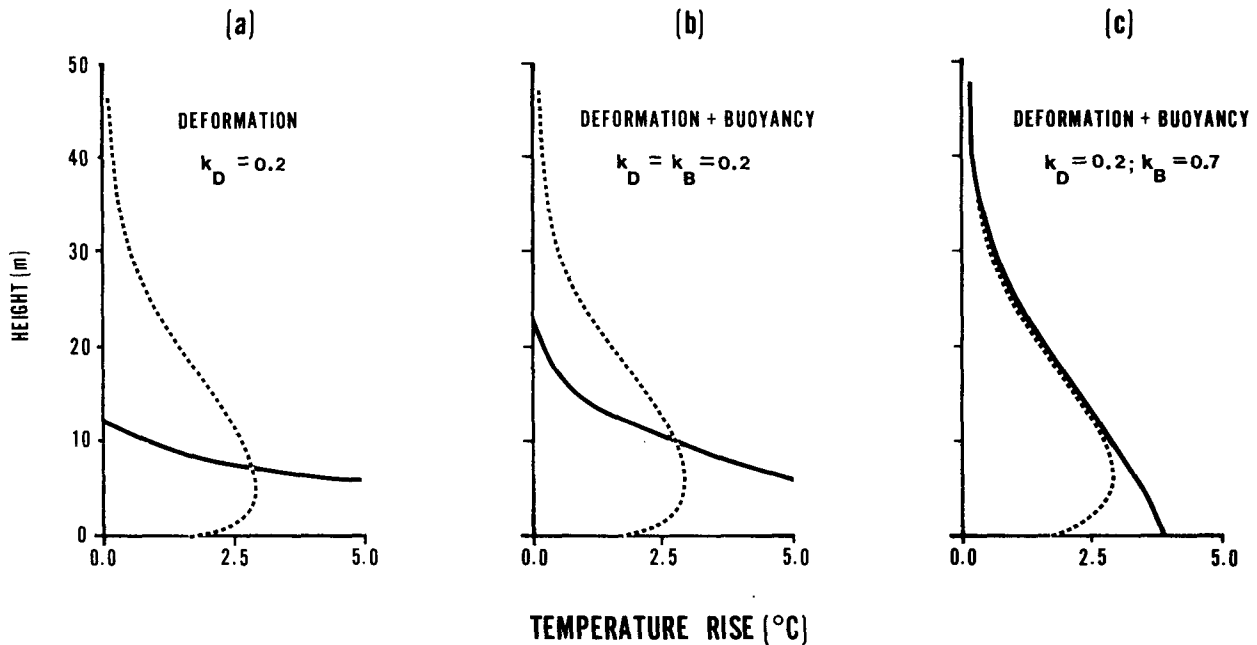 (a)
(b)
(c)
DEFORMATION
k_D = 0.2
DEFORMATION + BUOYANCY
k_D = k_B = 0.2
DEFORMATION + BUOYANCY
k_D = 0.2; k_B = 0.7
HEIGHT (m)
50
40
30
20
10
0
0.0 2.5 5.0
0.0 2.5 5.0
0.0 2.5 5.0
TEMPERATURE RISE (°C)